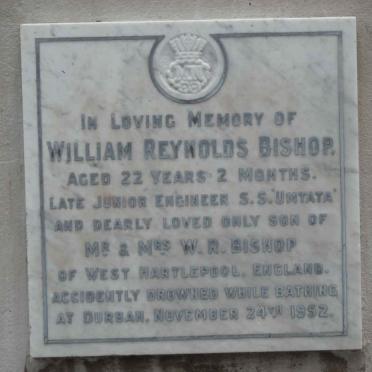 IN LOVING MEMORY OF
WILLIAM REYNOLDS BISHOP.
AGED 22 YEARS 2 MONTHS.
LATE JUNIOR ENGINEER S.S. "UMTATA"
AND DEARLY LOVED ONLY SON OF
MR & MRS W.R. BISHOP
OF WEST HARTLEPOOL, ENGLAND.
ACCIDENTLY DROWNED WHILE BATHING
AT DURBAN, NOVEMBER 24TH 1952.